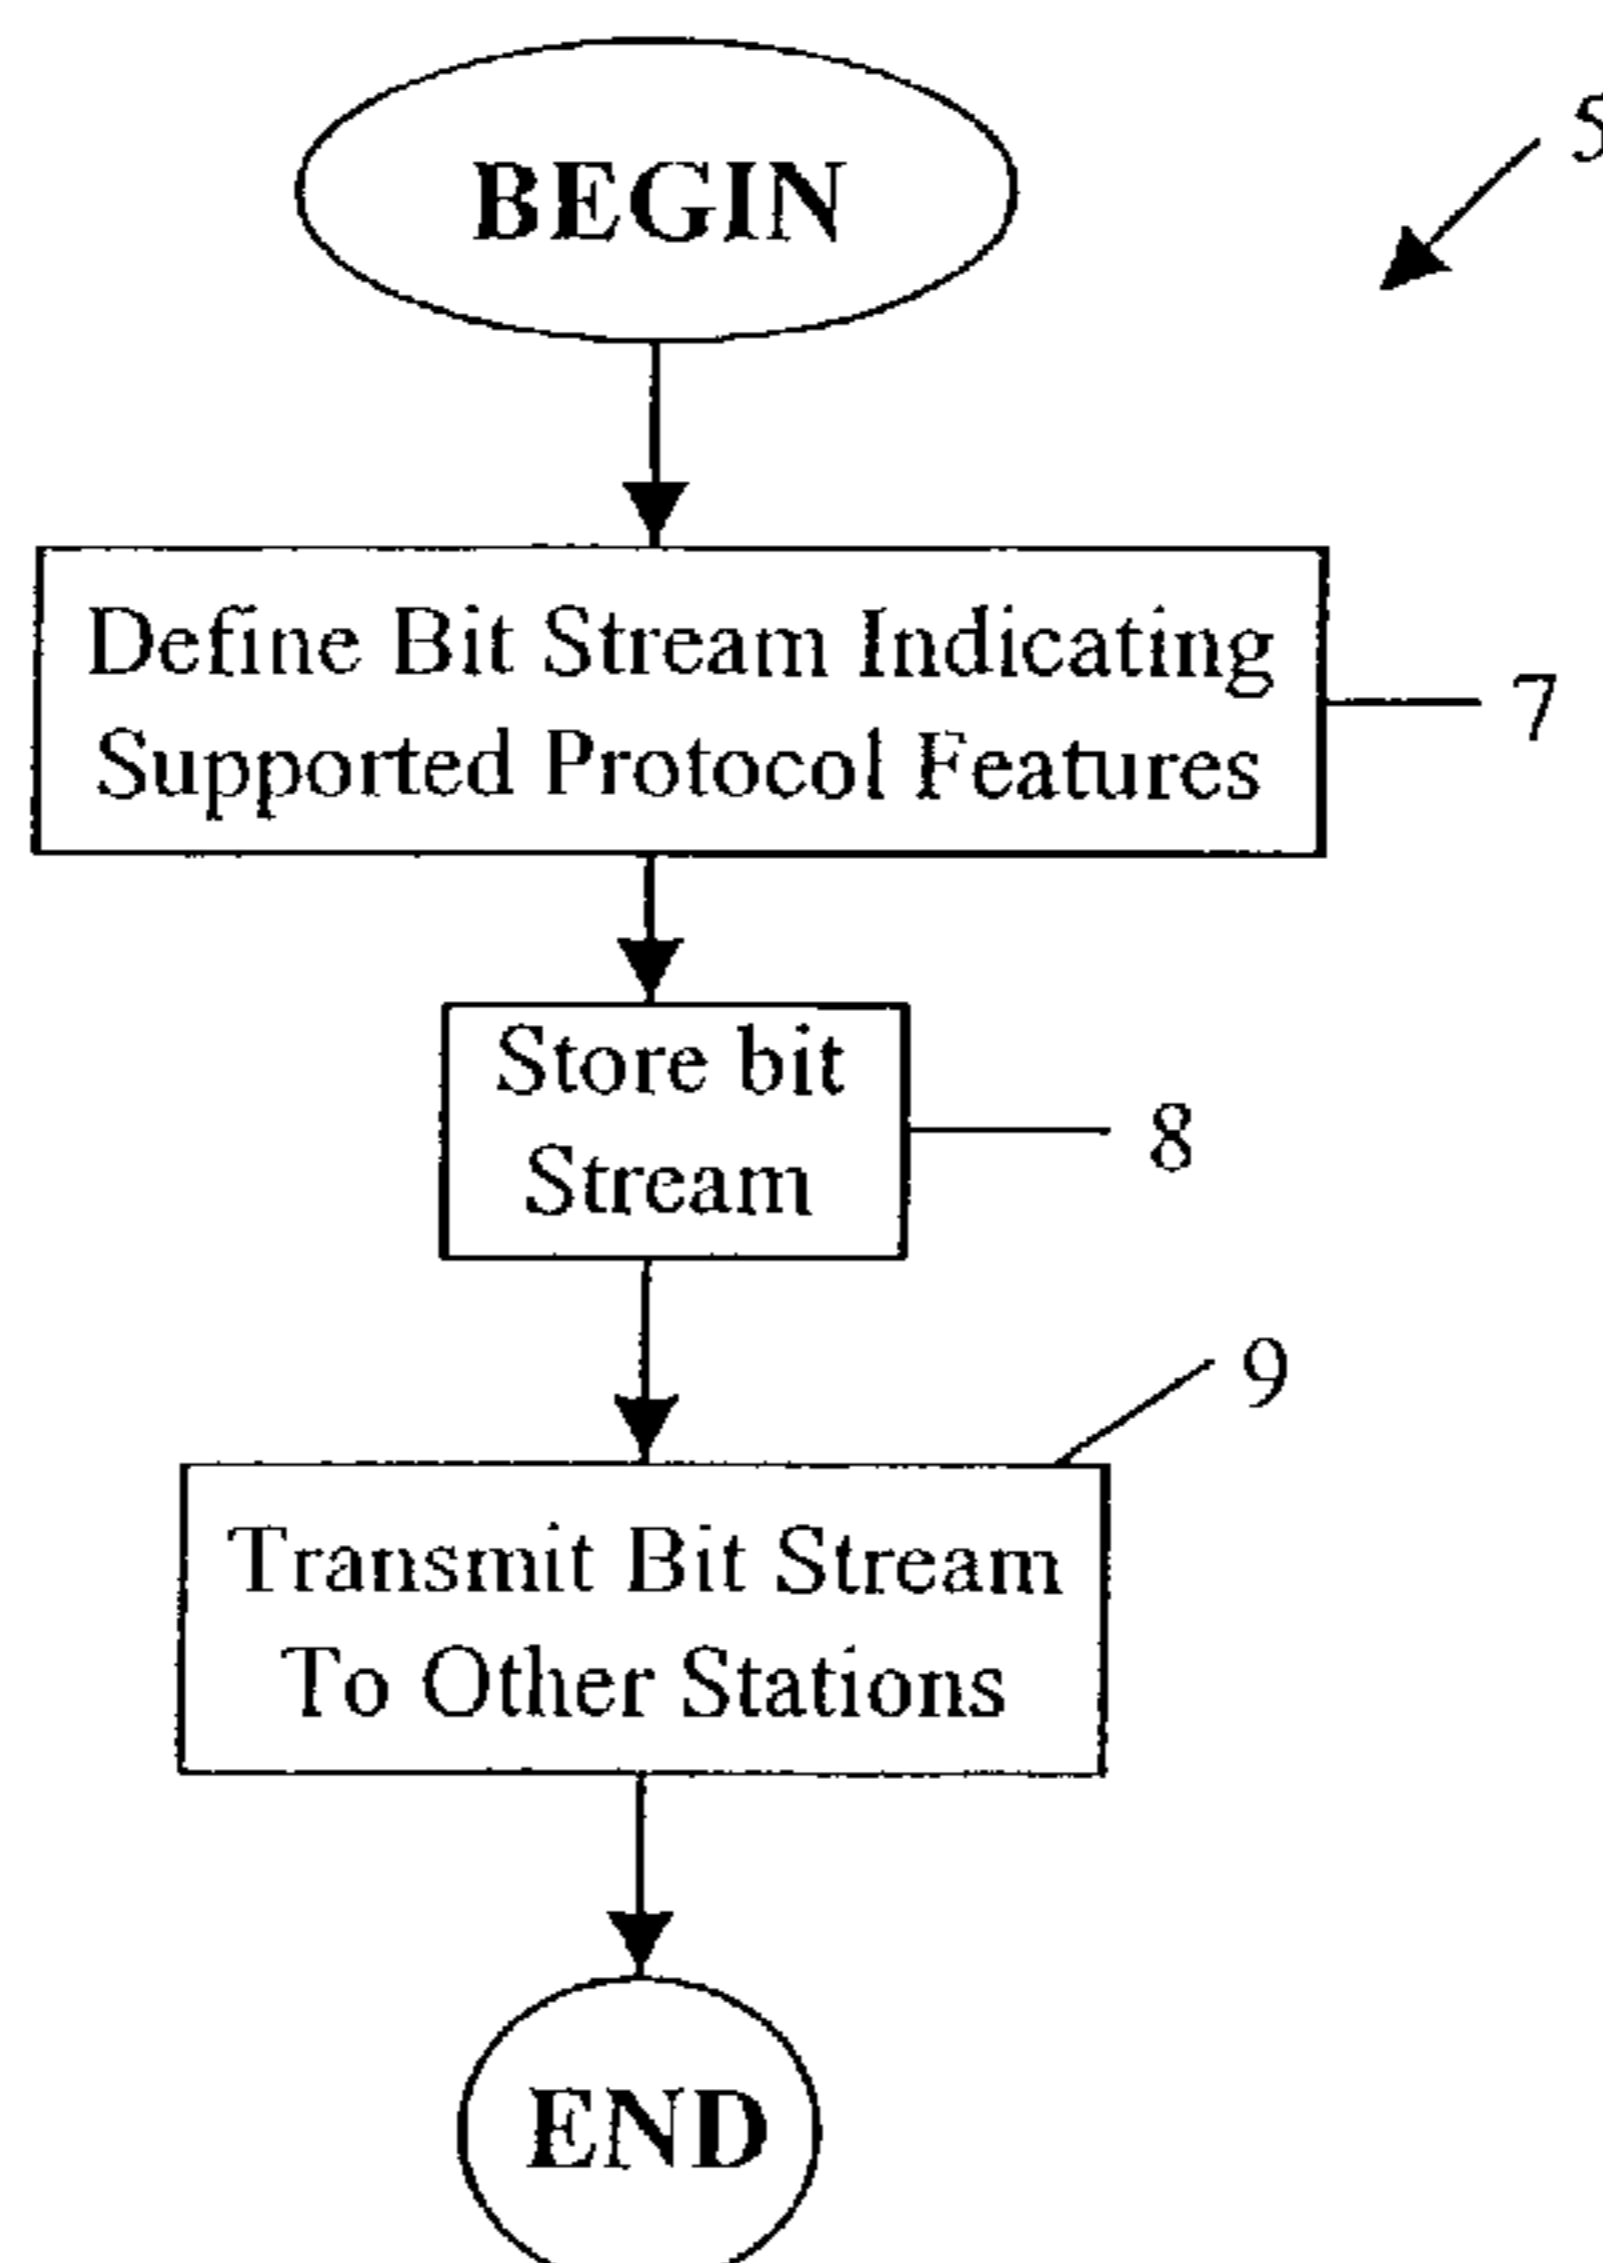 BEGIN
5
Define Bit Stream Indicating
Supported Protocol Features
7
Store bit
Stream
8
9
Transmit Bit Stream
To Other Stations
END